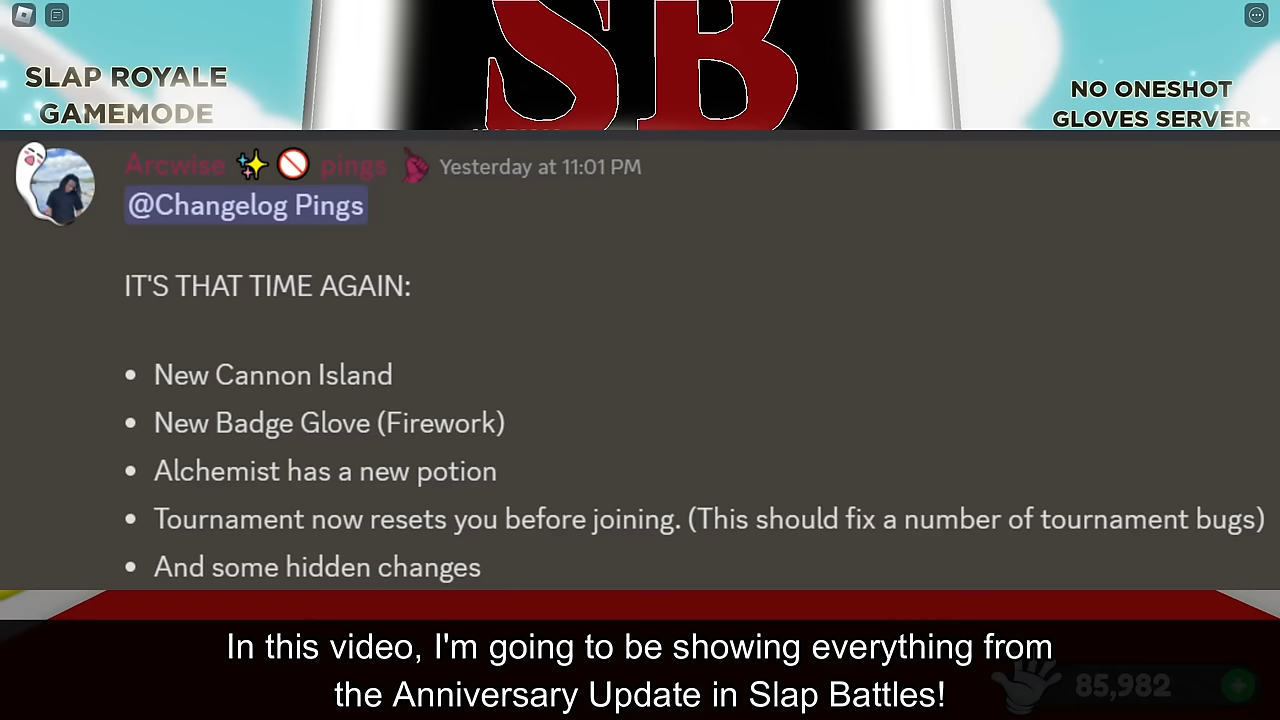 SB
SLAP ROYALE
GAMEMODE
NO ONESHOT
GLOVES SERVER
Arcwise ✨ 🚫 pings Yesterday at 11:01 PM
@Changelog Pings
IT'S THAT TIME AGAIN:
• New Cannon Island
• New Badge Glove (Firework)
• Alchemist has a new potion
• Tournament now resets you before joining. (This should fix a number of tournament bugs)
• And some hidden changes
In this video, I'm going to be showing everything from
the Anniversary Update in Slap Battles!
85,982